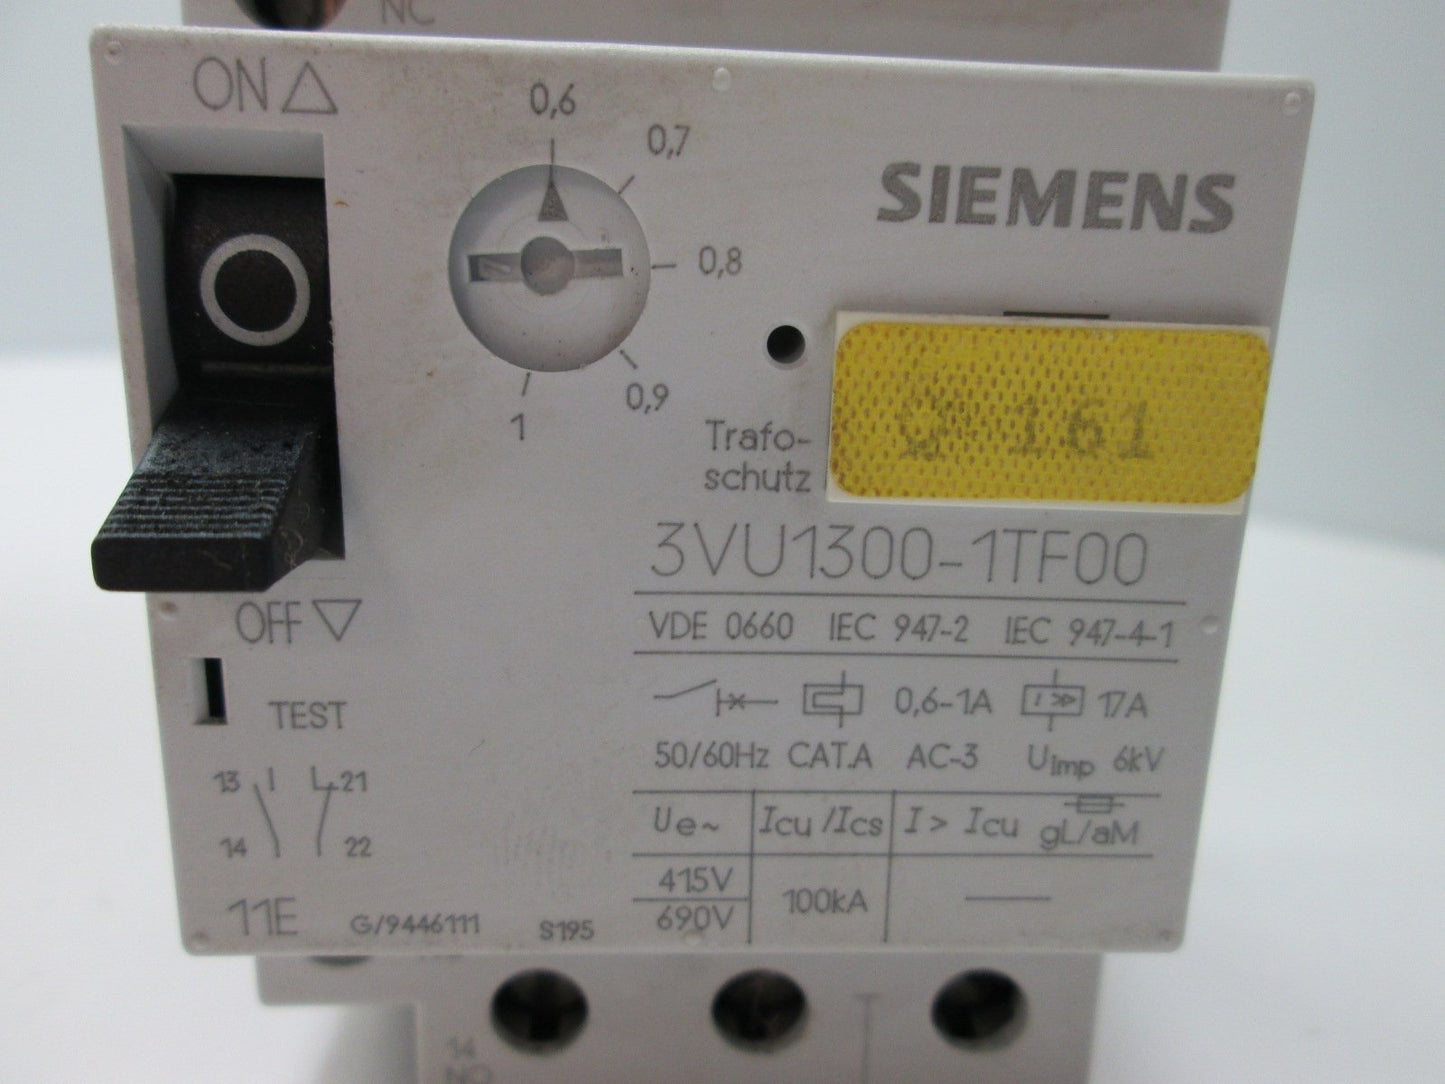 NC
ON
0,6
0,7
SIEMENS
0,8
0,9
1
161
Trafo-
schutz
3VU1300-1TF00
OFF
VDE 0660 IEC 947-2 IEC 947-4-1
TEST
0,6-1A I >> 17A
50/60Hz CAT.A AC-3 Uimp 6kV
13 21
14 22
Ue~ Icu/Ics I> Icu gL/aM
415V
690V
100kA
11E G/9446111 S195
14
NO